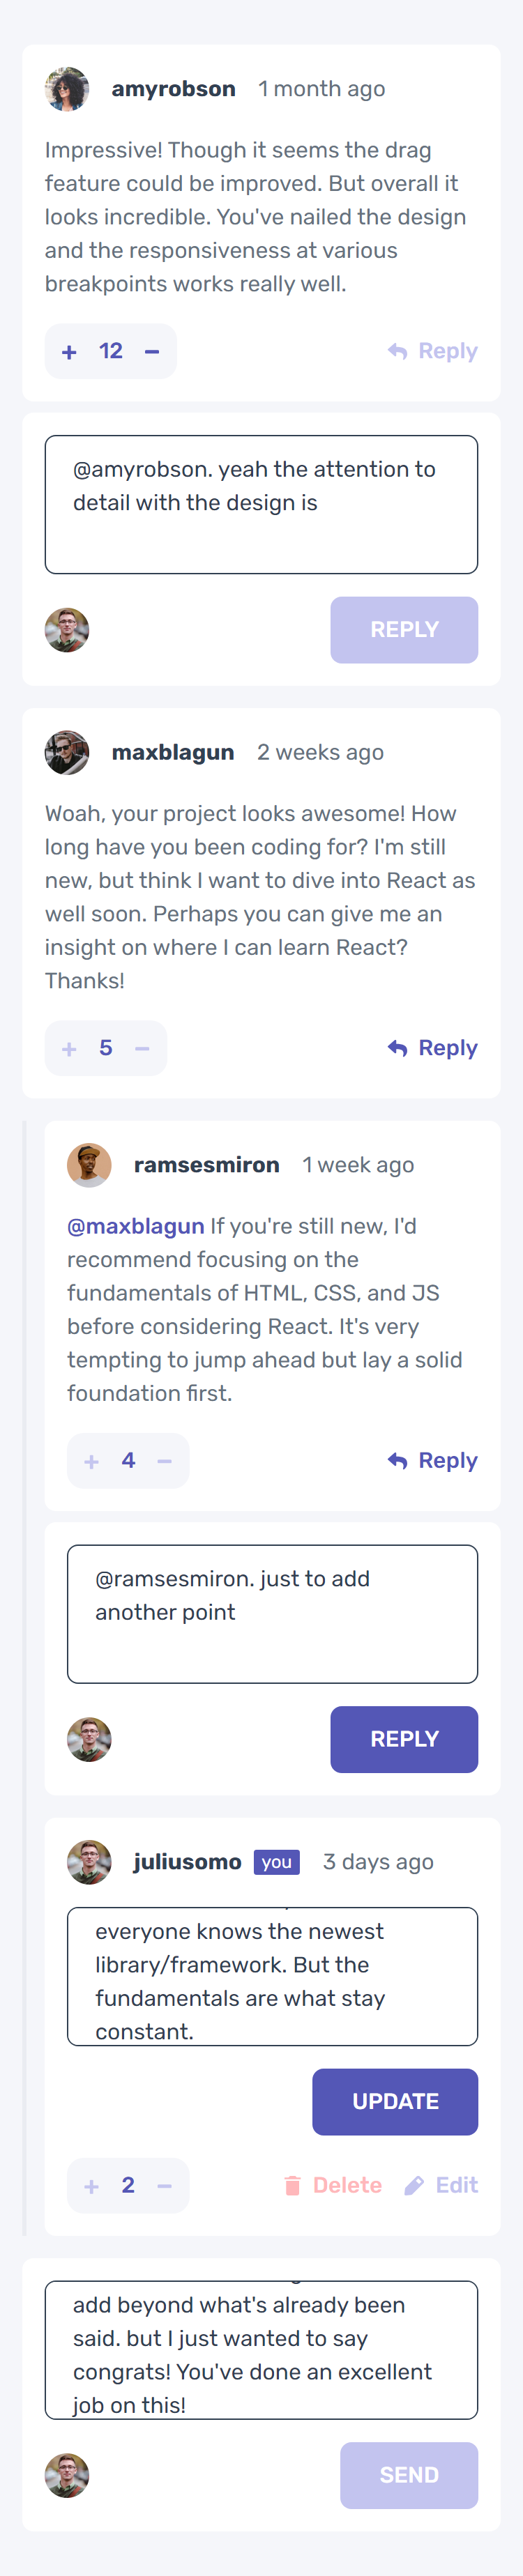 amyrobson 1 month ago
Impressive! Though it seems the drag
feature could be improved. But overall it
looks incredible. You've nailed the design
and the responsiveness at various
breakpoints works really well.
+ 12 − Reply
@amyrobson. yeah the attention to
detail with the design is
REPLY
maxblagun 2 weeks ago
Woah, your project looks awesome! How
long have you been coding for? I'm still
new, but think I want to dive into React as
well soon. Perhaps you can give me an
insight on where I can learn React?
Thanks!
+ 5 − Reply
ramsesmiron 1 week ago
@maxblagun If you're still new, I'd
recommend focusing on the
fundamentals of HTML, CSS, and JS
before considering React. It's very
tempting to jump ahead but lay a solid
foundation first.
+ 4 − Reply
@ramsesmiron. just to add
another point
REPLY
juliusomo you 3 days ago
everyone knows the newest
library/framework. But the
fundamentals are what stay
constant.
UPDATE
+ 2 − Delete Edit
add beyond what's already been
said. but I just wanted to say
congrats! You've done an excellent
job on this!
SEND